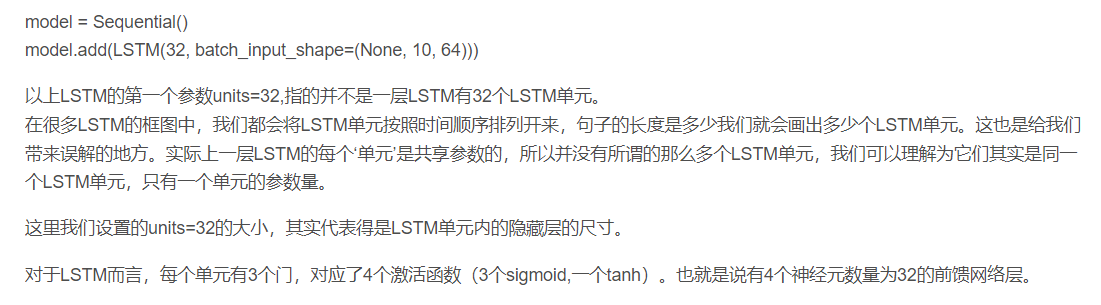 model = Sequential()
model.add(LSTM(32, batch_input_shape=(None, 10, 64)))
以上LSTM的第一个参数units=32,指的并不是一层LSTM有32个LSTM单元。
在很多LSTM的框图中，我们都会将LSTM单元按照时间顺序排列开来，句子的长度是多少我们就会画出多少个LSTM单元。这也是给我们
带来误解的地方。实际上一层LSTM的每个‘单元’是共享参数的，所以并没有所谓的那么多个LSTM单元，我们可以理解为它们其实是同一
个LSTM单元，只有一个单元的参数量。
这里我们设置的units=32的大小，其实代表得是LSTM单元内的隐藏层的尺寸。
对于LSTM而言，每个单元有3个门，对应了4个激活函数（3个sigmoid,一个tanh）。也就是说有4个神经元数量为32的前馈网络层。